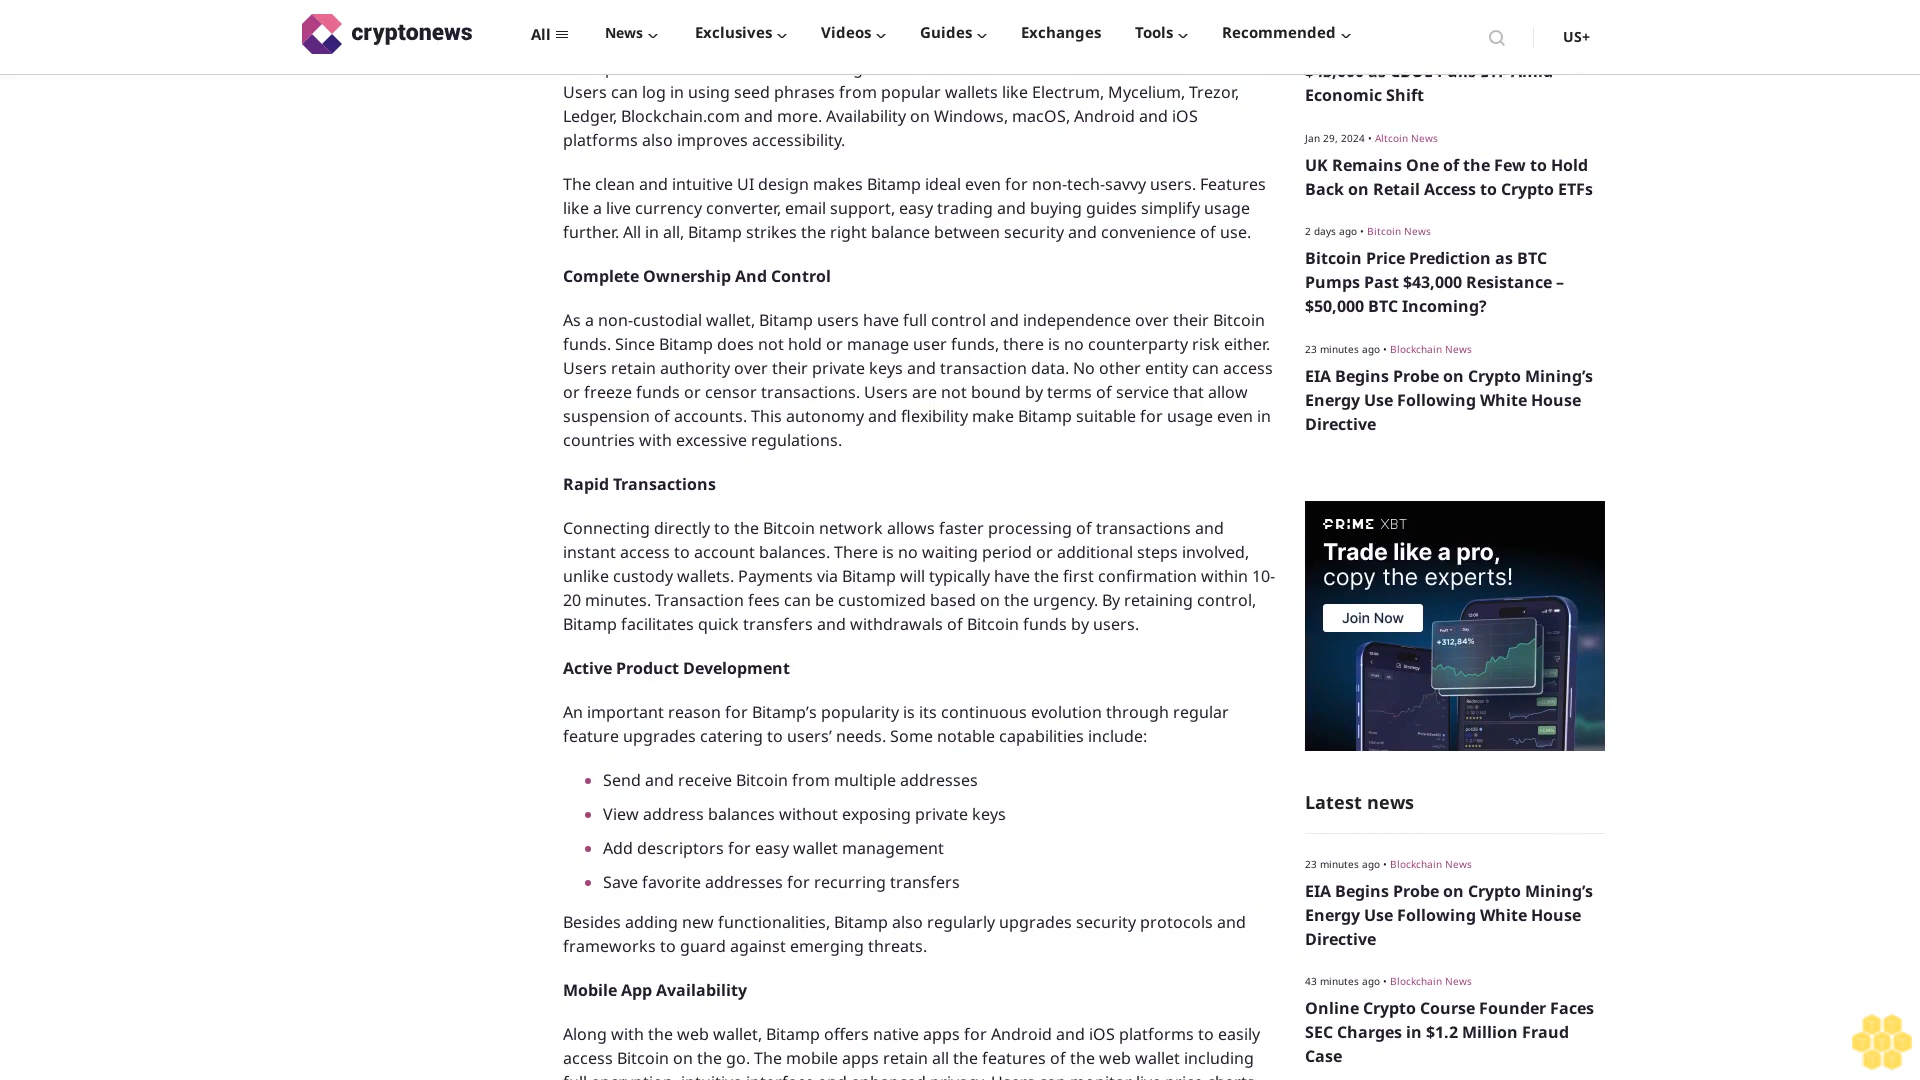 cryptonews
All
News
Exclusives
Videos
Guides
Exchanges
Tools
Recommended
US+
Users can log in using seed phrases from popular wallets like Electrum, Mycelium, Trezor,
Ledger, Blockchain.com and more. Availability on Windows, macOS, Android and iOS
platforms also improves accessibility.
The clean and intuitive UI design makes Bitamp ideal even for non-tech-savvy users. Features
like a live currency converter, email support, easy trading and buying guides simplify usage
further. All in all, Bitamp strikes the right balance between security and convenience of use.
Complete Ownership And Control
As a non-custodial wallet, Bitamp users have full control and independence over their Bitcoin
funds. Since Bitamp does not hold or manage user funds, there is no counterparty risk either.
Users retain authority over their private keys and transaction data. No other entity can access
or freeze funds or censor transactions. Users are not bound by terms of service that allow
suspension of accounts. This autonomy and flexibility make Bitamp suitable for usage even in
countries with excessive regulations.
Rapid Transactions
Connecting directly to the Bitcoin network allows faster processing of transactions and
instant access to account balances. There is no waiting period or additional steps involved,
unlike custody wallets. Payments via Bitamp will typically have the first confirmation within 10-
20 minutes. Transaction fees can be customized based on the urgency. By retaining control,
Bitamp facilitates quick transfers and withdrawals of Bitcoin funds by users.
Active Product Development
An important reason for Bitamp’s popularity is its continuous evolution through regular
feature upgrades catering to users’ needs. Some notable capabilities include:
Send and receive Bitcoin from multiple addresses
View address balances without exposing private keys
Add descriptors for easy wallet management
Save favorite addresses for recurring transfers
Besides adding new functionalities, Bitamp also regularly upgrades security protocols and
frameworks to guard against emerging threats.
Mobile App Availability
Along with the web wallet, Bitamp offers native apps for Android and iOS platforms to easily
access Bitcoin on the go. The mobile apps retain all the features of the web wallet including
Economic Shift
Jan 29, 2024 • Altcoin News
UK Remains One of the Few to Hold
Back on Retail Access to Crypto ETFs
2 days ago • Bitcoin News
Bitcoin Price Prediction as BTC
Pumps Past $43,000 Resistance –
$50,000 BTC Incoming?
23 minutes ago • Blockchain News
EIA Begins Probe on Crypto Mining’s
Energy Use Following White House
Directive
PRIME XBT
Trade like a pro,
copy the experts!
Join Now
+312,84%
Latest news
23 minutes ago • Blockchain News
EIA Begins Probe on Crypto Mining’s
Energy Use Following White House
Directive
43 minutes ago • Blockchain News
Online Crypto Course Founder Faces
SEC Charges in $1.2 Million Fraud
Case